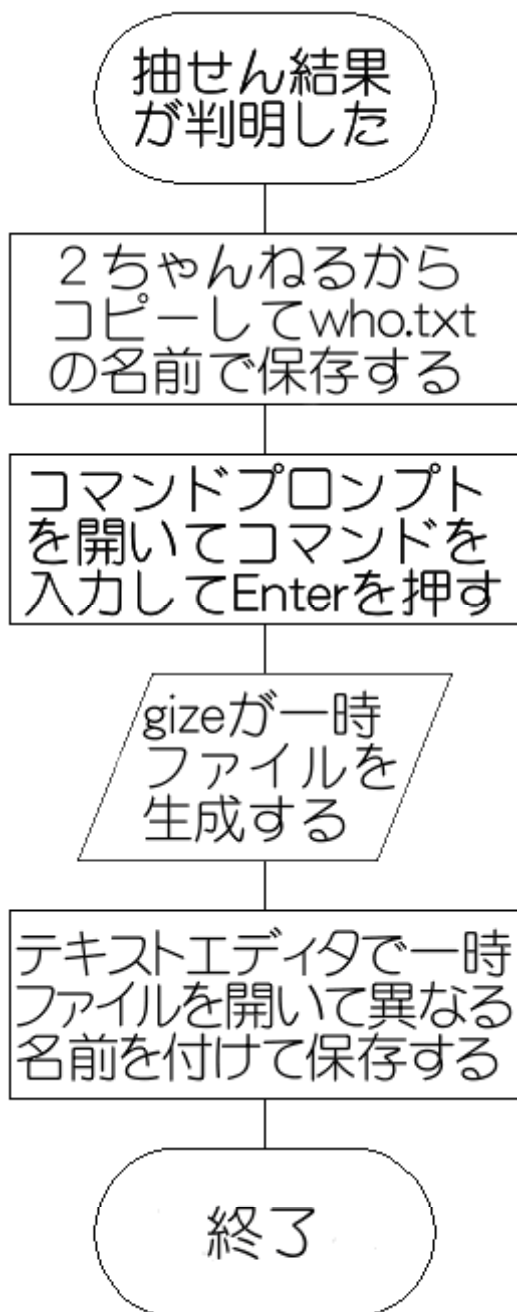 抽せん結果
が判明した
２ちゃんねるから
コピーしてwho.txt
の名前で保存する
コマンドプロンプト
を開いてコマンドを
入力してEnterを押す
gizeが一時
ファイルを
生成する
テキストエディタで一時
ファイルを開いて異なる
名前を付けて保存する
終了